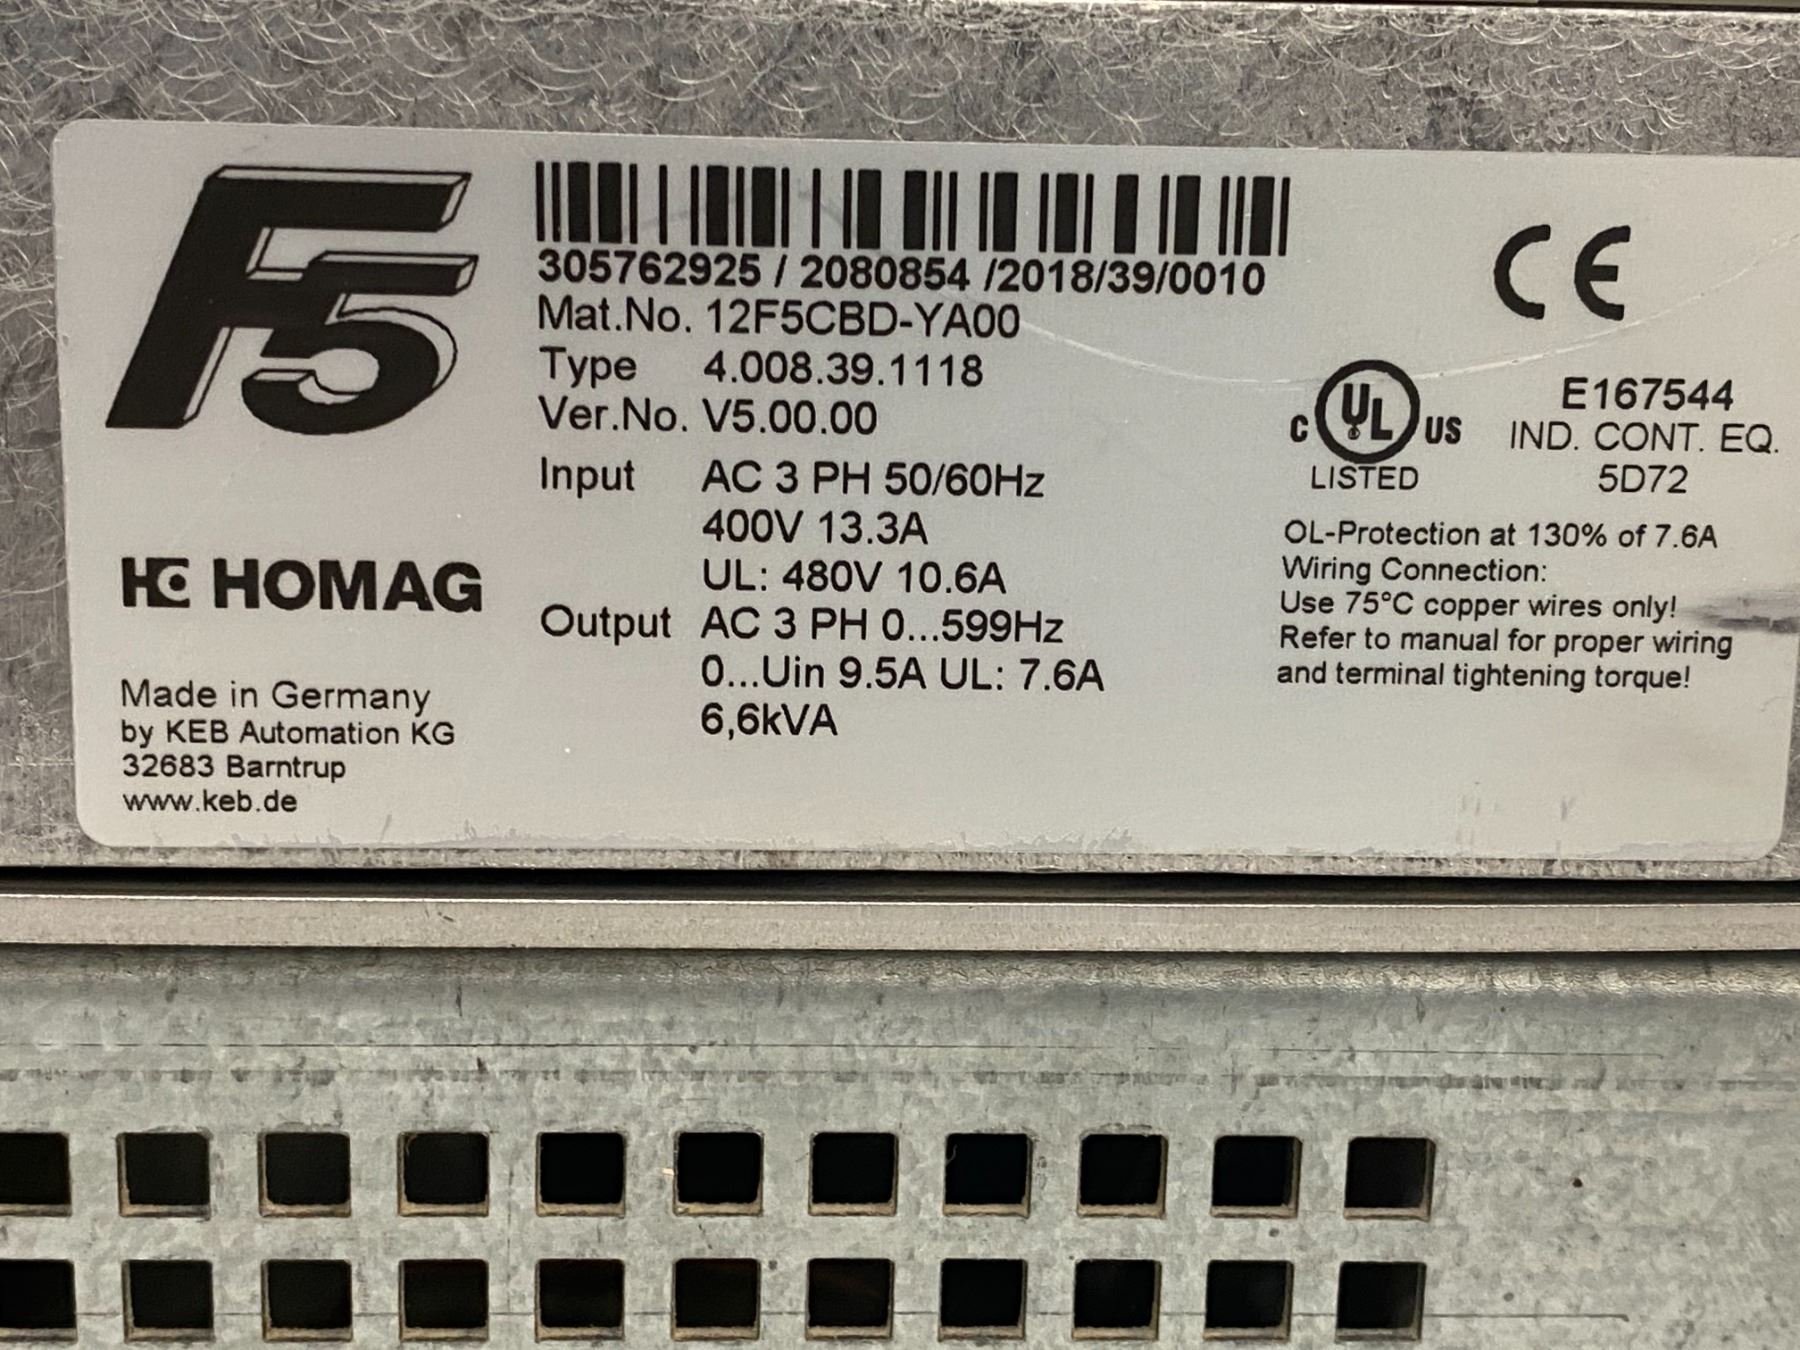 F5
305762925 / 2080854 /2018/39/0010
Mat.No. 12F5CBD-YA00
Type 4.008.39.1118
Ver.No. V5.00.00
Input AC 3 PH 50/60Hz
400V 13.3A
UL: 480V 10.6A
Output AC 3 PH 0...599Hz
0...Uin 9.5A UL: 7.6A
6,6kVA
HOMAG
Made in Germany
by KEB Automation KG
32683 Barntrup
www.keb.de
CE
C UL US
LISTED
E167544
IND. CONT. EQ.
5D72
OL-Protection at 130% of 7.6A
Wiring Connection:
Use 75°C copper wires only!
Refer to manual for proper wiring
and terminal tightening torque!